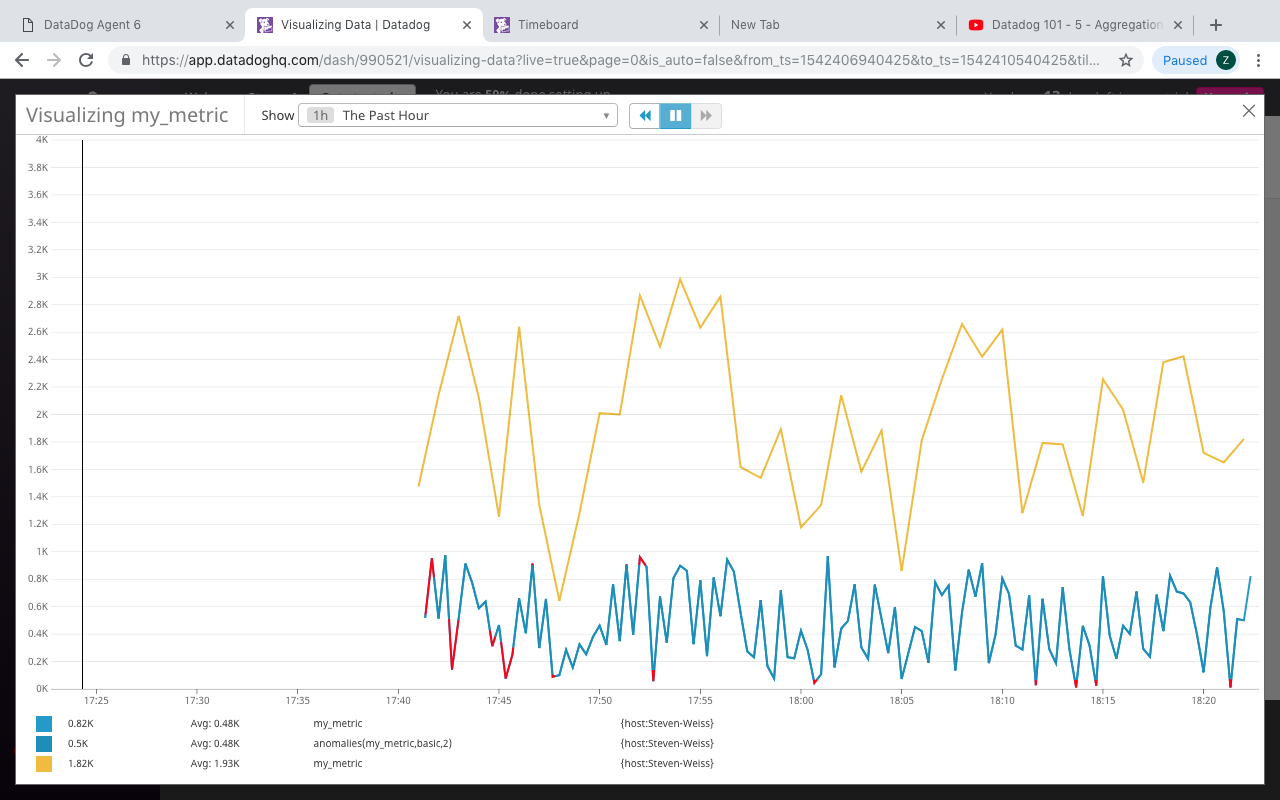 DataDog Agent 6
Visualizing Data | Datadog
Timeboard
New Tab
Datadog 101 - 5 - Aggregation
https://app.datadoghq.com/dash/990521/visualizing-data?live=true&page=0&is_auto=false&from_ts=1542406940425&to_ts=1542410540425&til...
Paused Z
Visualizing my_metric
Show 1h The Past Hour
4K
3.8K
3.6K
3.4K
3.2K
3K
2.8K
2.6K
2.4K
2.2K
2K
1.8K
1.6K
1.4K
1.2K
1K
0.8K
0.6K
0.4K
0.2K
0K
17:25 17:30 17:35 17:40 17:45 17:50 17:55 18:00 18:05 18:10 18:15 18:20
0.82K Avg: 0.48K my_metric {host:Steven-Weiss}
0.5K Avg: 0.48K anomalies(my_metric,basic,2) {host:Steven-Weiss}
1.82K Avg: 1.93K my_metric {host:Steven-Weiss}